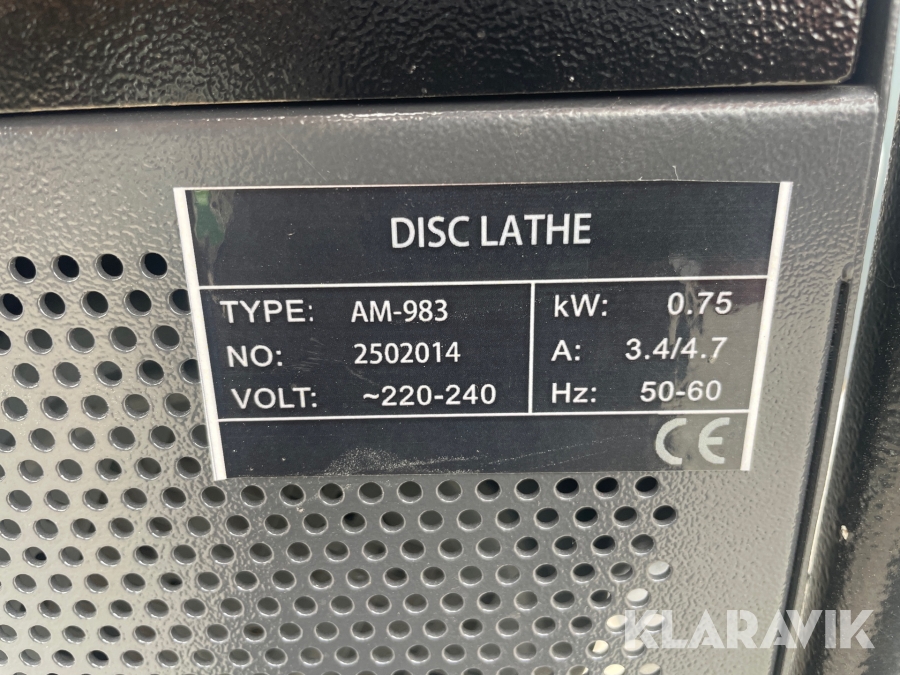 DISC LATHE
TYPE: AM-983
NO: 2502014
VOLT: ~220-240
kW: 0.75
A: 3.4/4.7
Hz: 50-60
CE
KLARAVIK